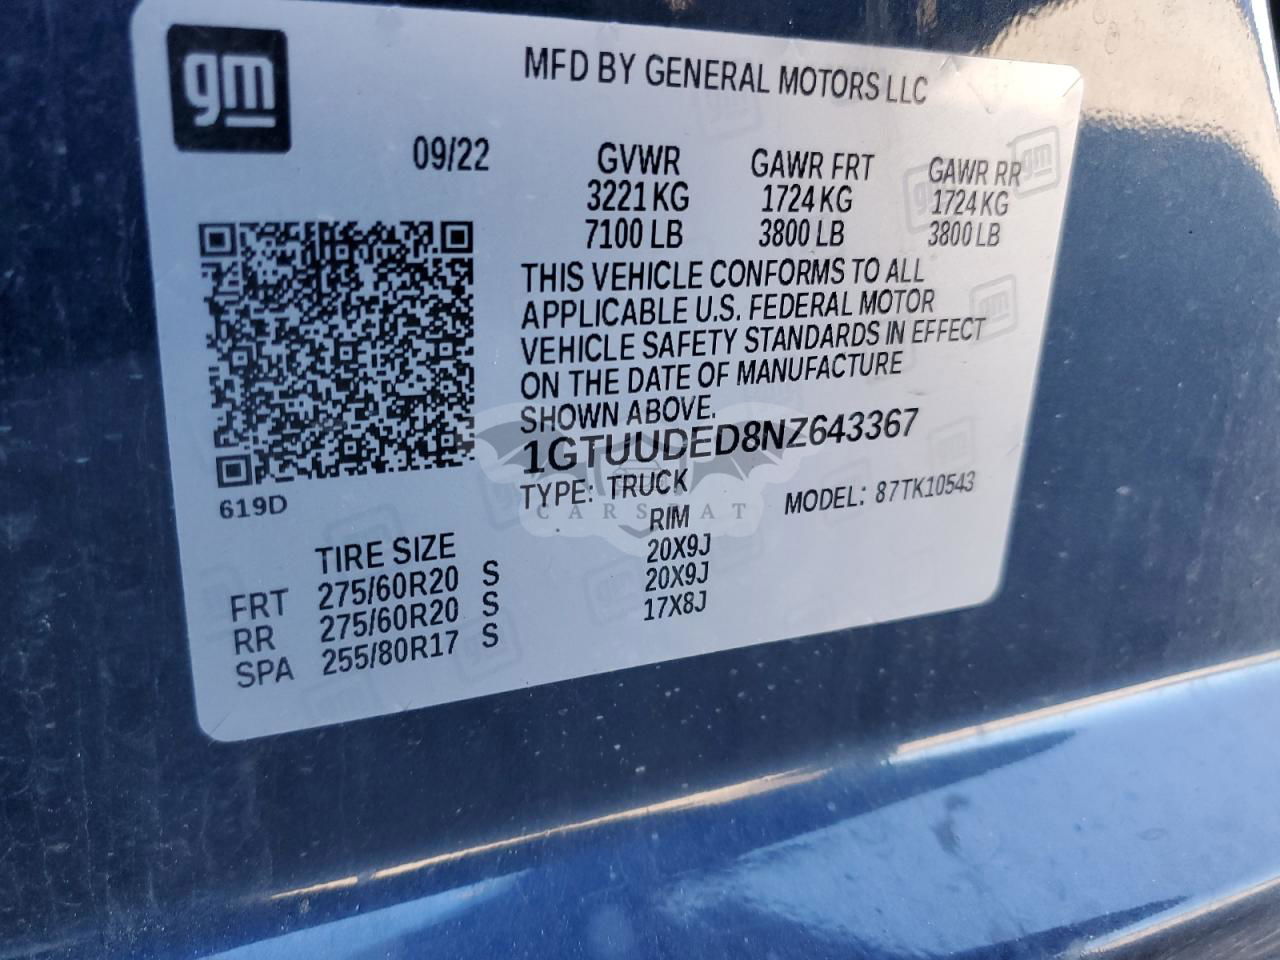 gm
MFD BY GENERAL MOTORS LLC
09/22 GVWR GAWR FRT GAWR RR
3221 KG 1724 KG 1724 KG
7100 LB 3800 LB 3800 LB
THIS VEHICLE CONFORMS TO ALL
APPLICABLE U.S. FEDERAL MOTOR
VEHICLE SAFETY STANDARDS IN EFFECT
ON THE DATE OF MANUFACTURE
SHOWN ABOVE.
1GTUUDED8NZ643367
619D
TYPE: TRUCK MODEL: 87TK10543
TIRE SIZE RIM
FRT 275/60R20 S 20X9J
RR 275/60R20 S 20X9J
SPA 255/80R17 S 17X8J